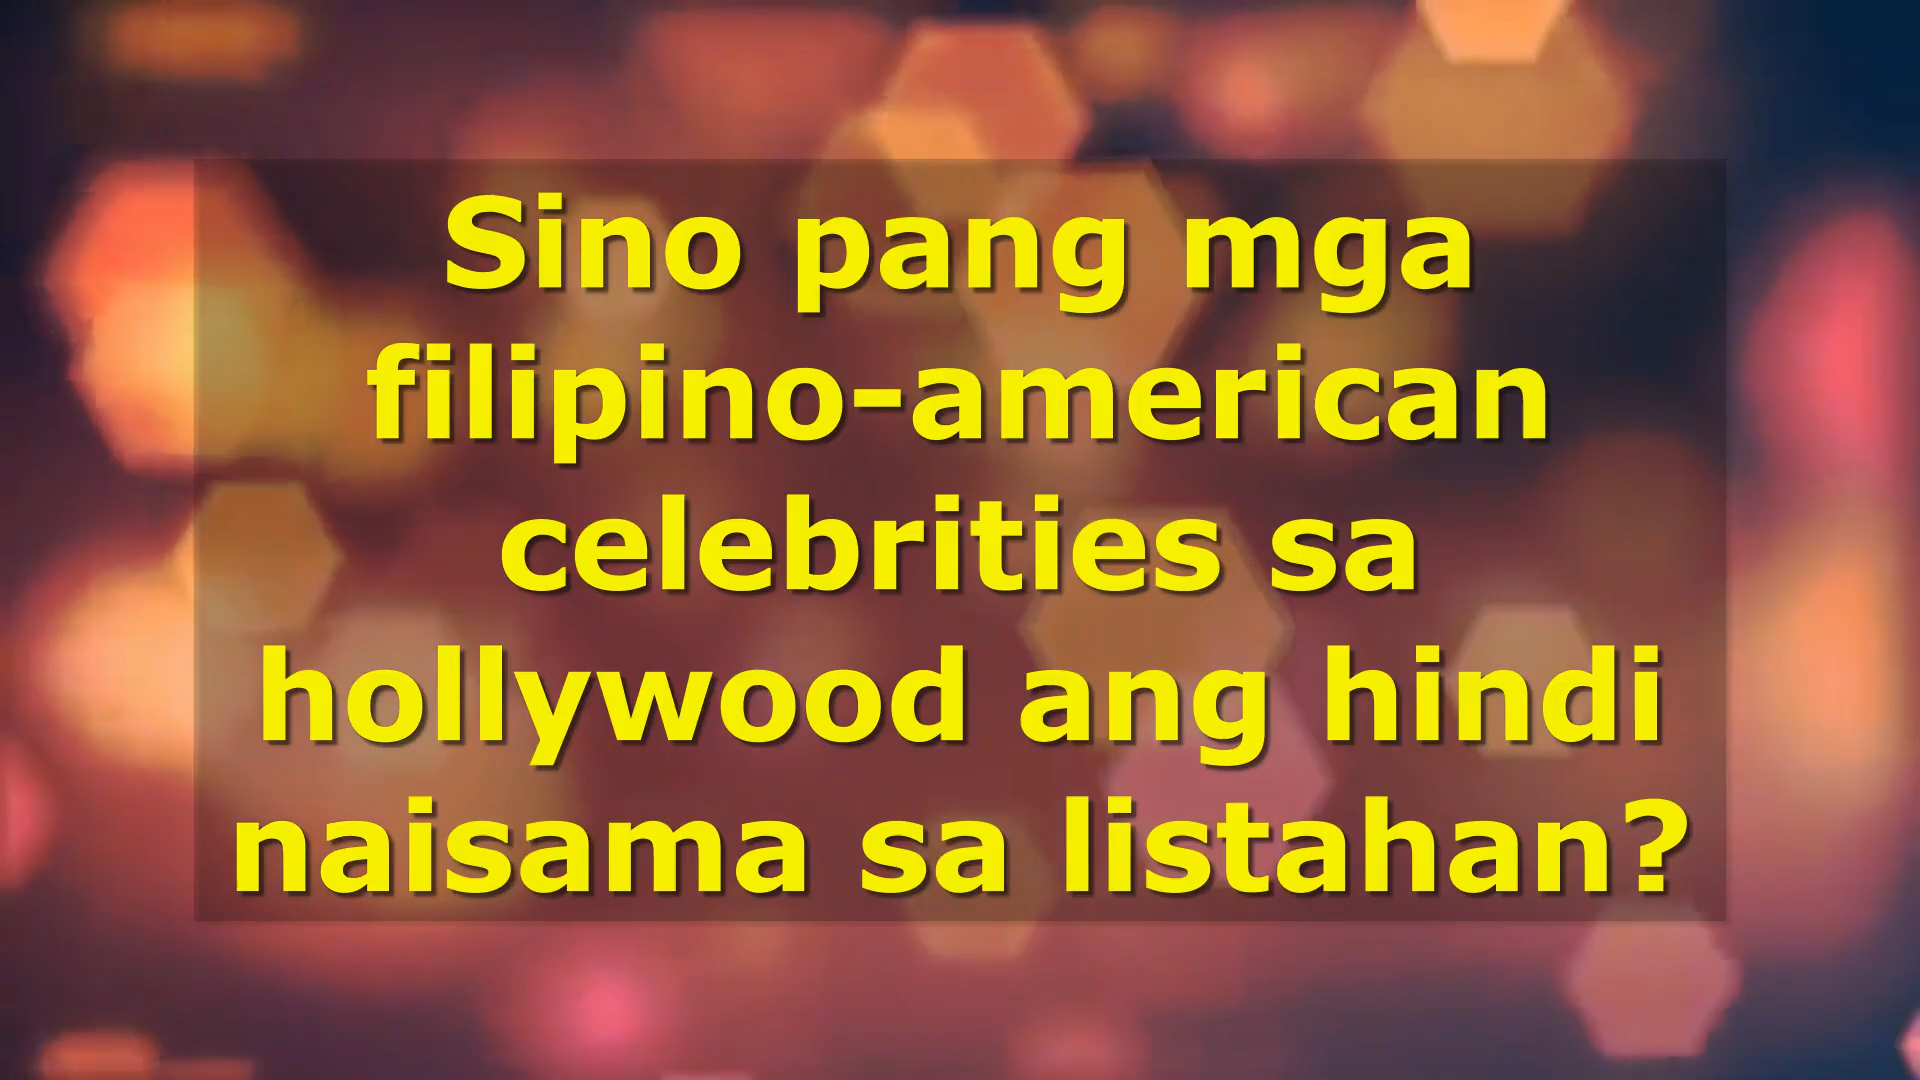 Sino pang mga
filipino-american
celebrities sa
hollywood ang hindi
naisama sa listahan?